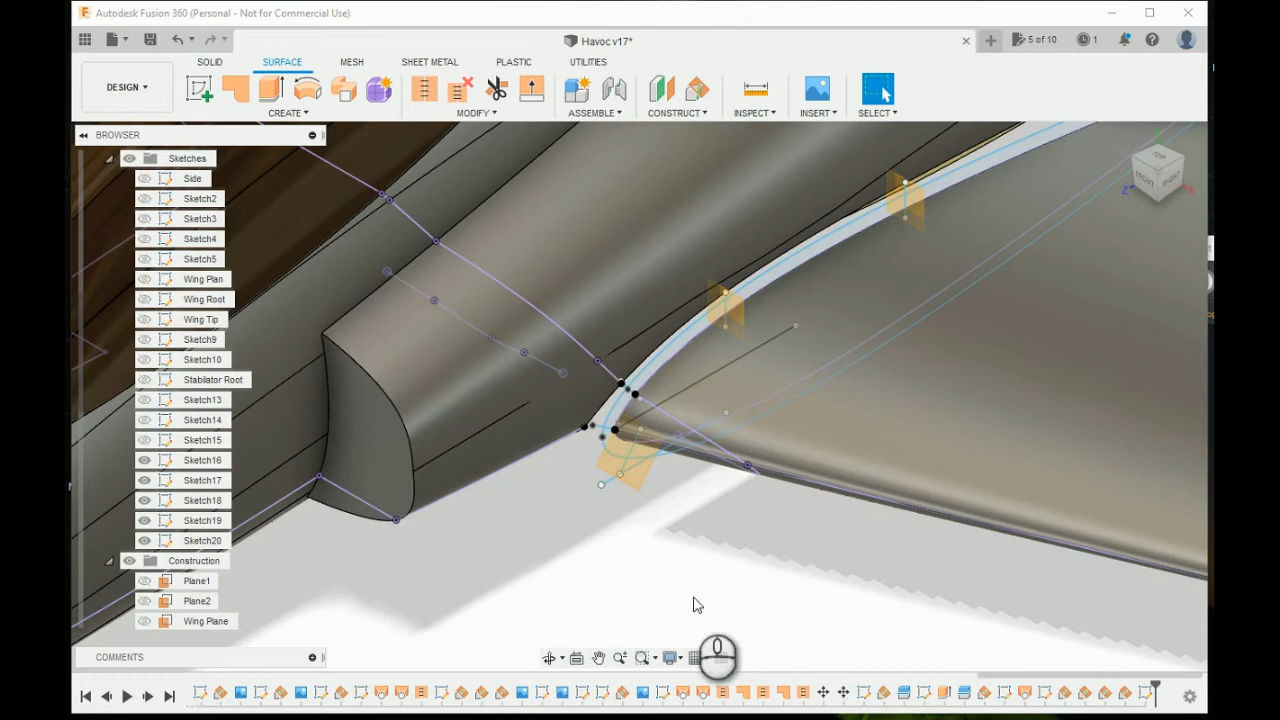 Autodesk Fusion 360 (Personal - Not for Commercial Use)
Havoc v17*
5 of 10
1
SOLID
SURFACE
MESH
SHEET METAL
PLASTIC
UTILITIES
DESIGN
CREATE
MODIFY
ASSEMBLE
CONSTRUCT
INSPECT
INSERT
SELECT
BROWSER
Sketches
Side
Sketch2
Sketch3
Sketch4
Sketch5
Wing Plan
Wing Root
Wing Tip
Sketch9
Sketch10
Stabilator Root
Sketch13
Sketch14
Sketch15
Sketch16
Sketch17
Sketch18
Sketch19
Sketch20
Construction
Plane1
Plane2
Wing Plane
TOP
FRONT
RIGHT
Z
X
COMMENTS